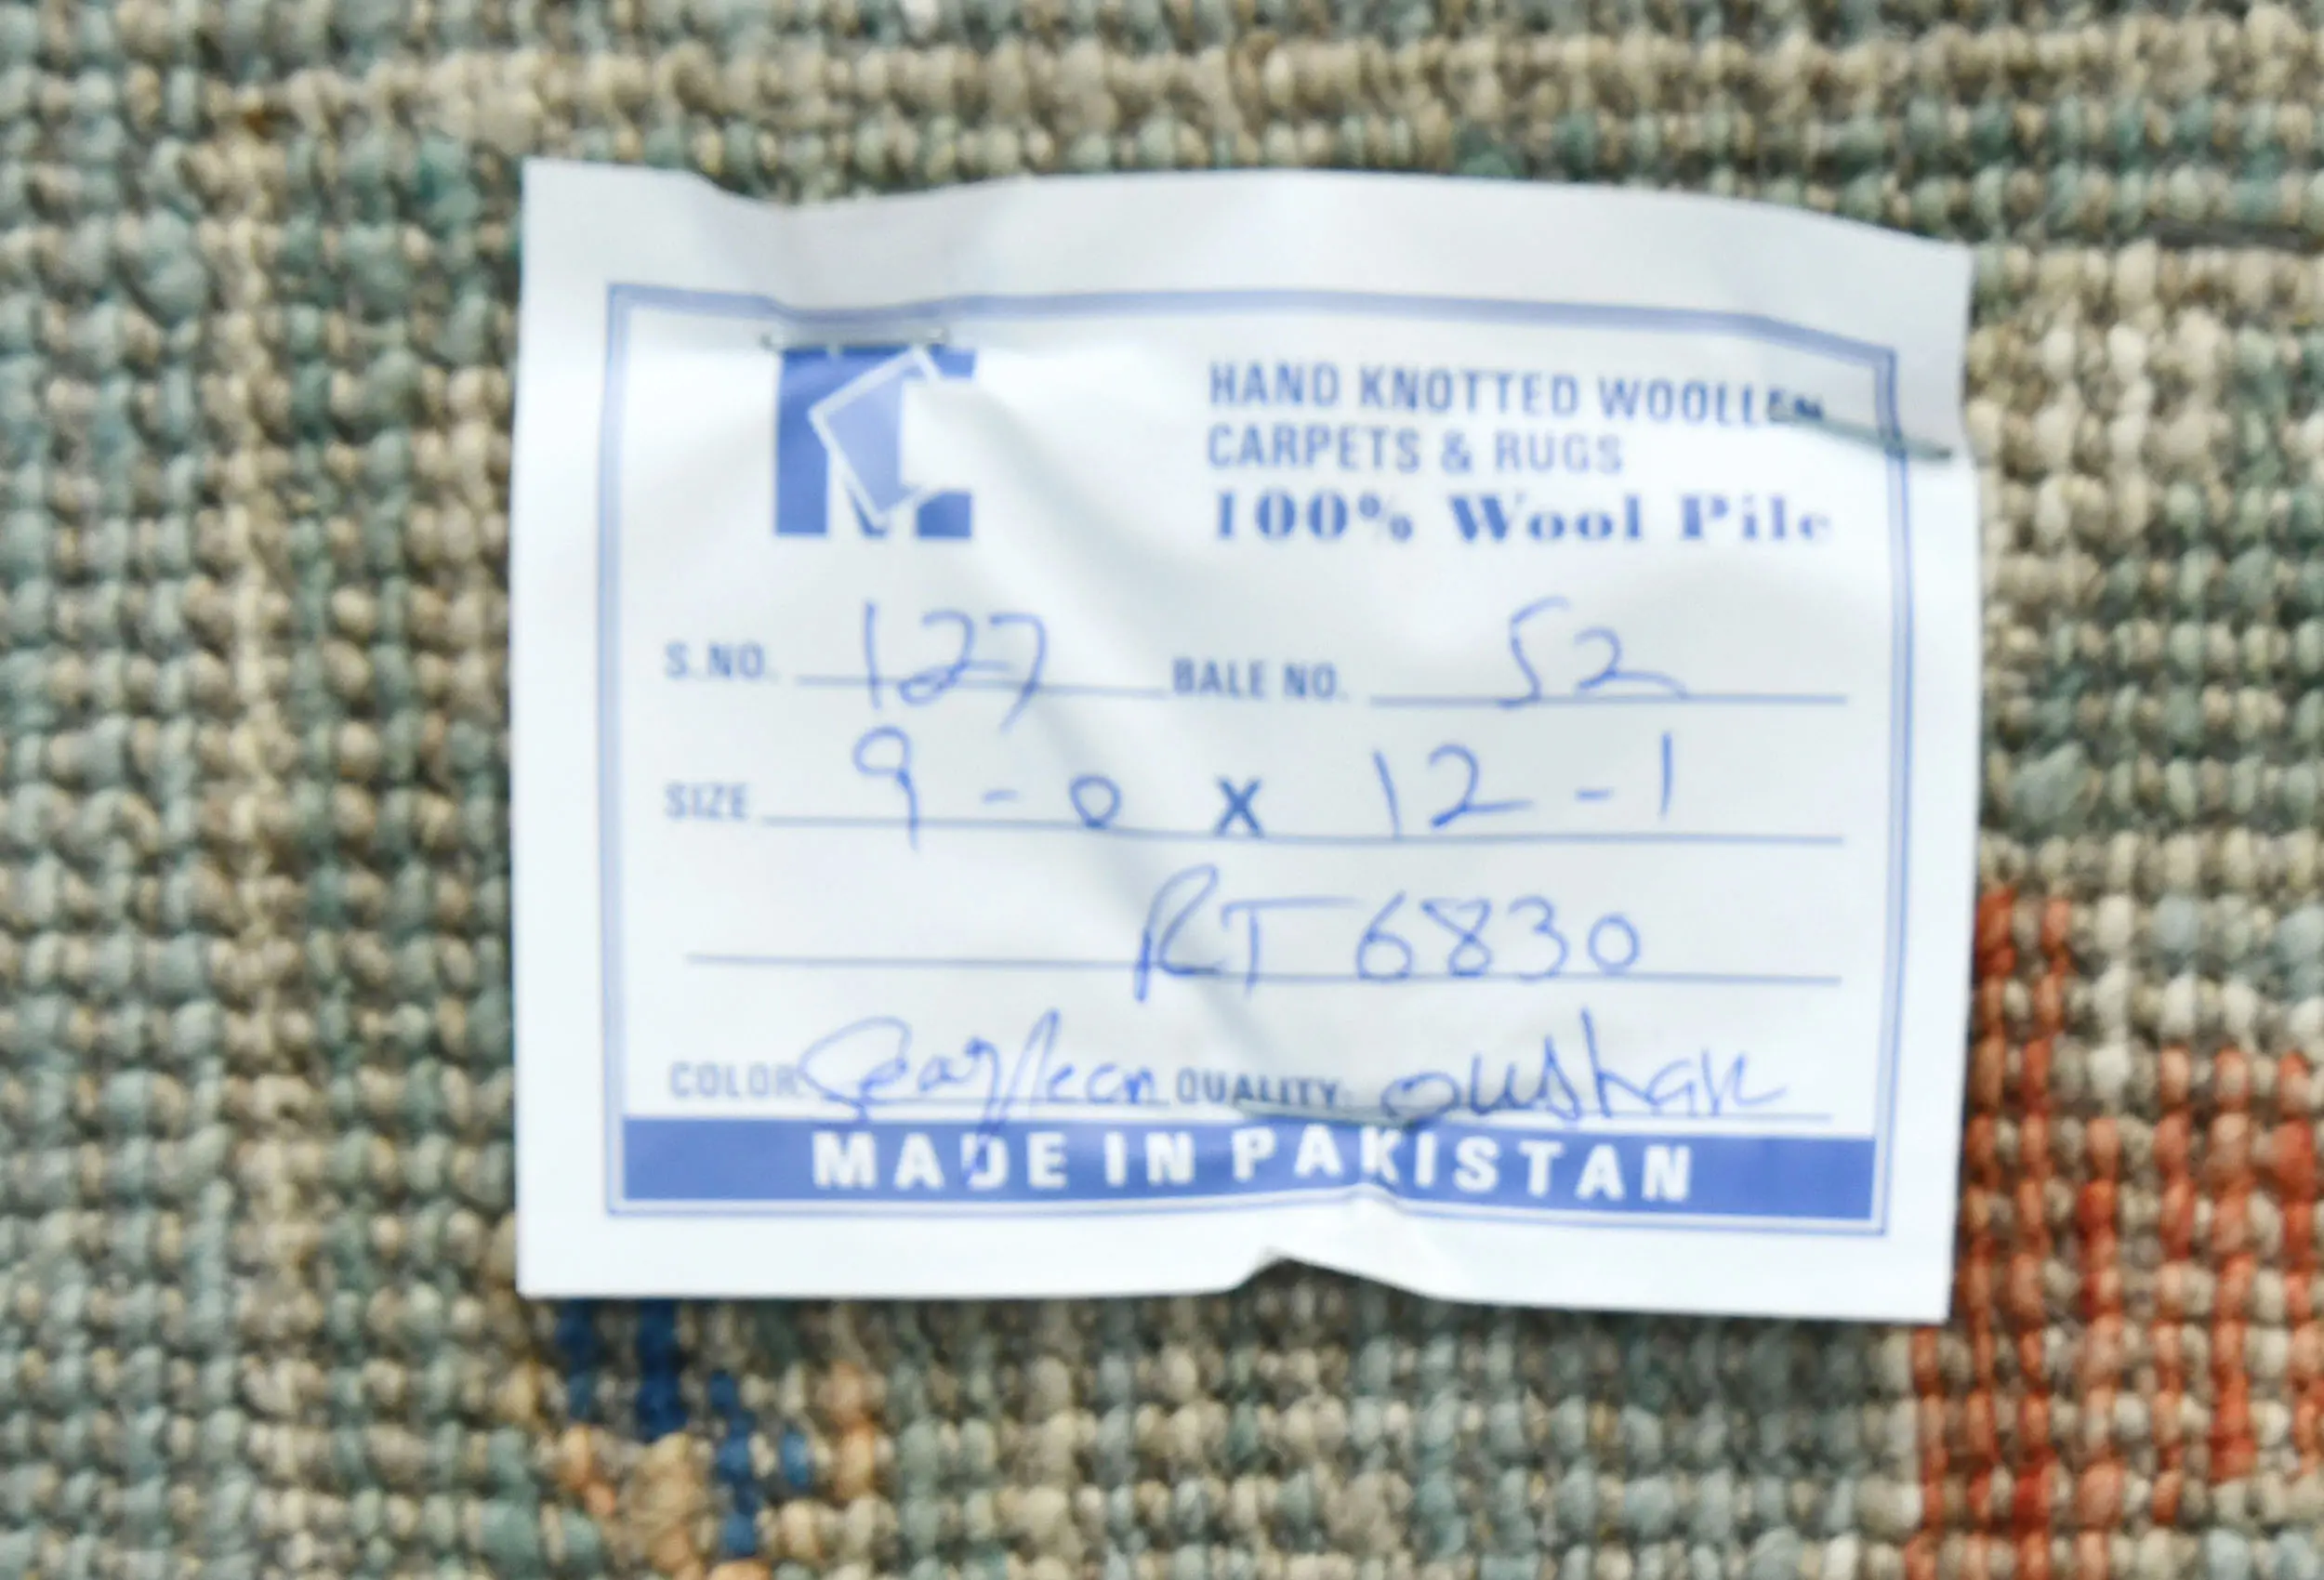 HAND KNOTTED WOOLLEN
CARPETS & RUGS
100% Wool Pile
S.NO. 127 BALE NO. 52
SIZE 9-0 X 12-1
RT 6830
COLOR Seagreen QUALITY: oushak
MADE IN PAKISTAN